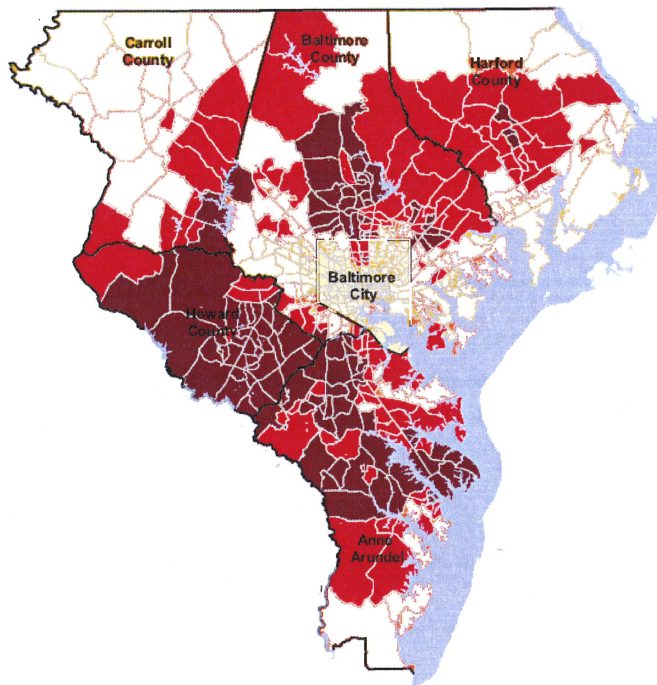 Carroll
County
Baltimore
County
Harford
County
Baltimore
City
Howard
County
Anne
Arundel